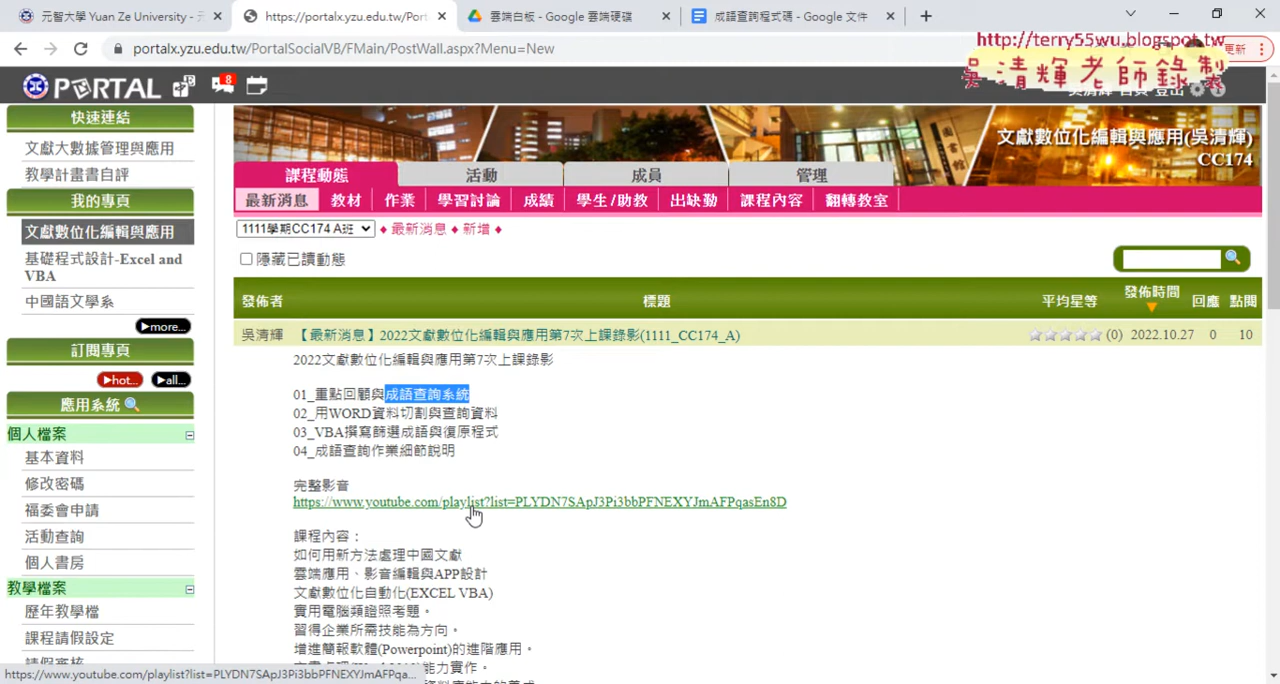 元智大學 Yuan Ze University - 元
https://portalx.yzu.edu.tw/Port
雲端白板 - Google 雲端硬碟
成語查詢程式碼 - Google 文件
portalx.yzu.edu.tw/PortalSocialVB/FMain/PostWall.aspx?Menu=New
更新
http://terry55wu.blogspot.tw
吳清輝老師錄製
PORTAL
8
吳清輝 首頁 登出
快速連結
文獻大數據管理與應用
教學計畫書自評
我的專頁
文獻數位化編輯與應用
基礎程式設計-Excel and
VBA
中國語文學系
▶more...
訂閱專頁
▶hot...
▶all...
應用系統
個人檔案
基本資料
修改密碼
福委會申請
活動查詢
個人書房
教學檔案
歷年教學檔
課程請假設定
文獻數位化編輯與應用(吳清輝)
CC174
課程動態
活動
成員
管理
最新消息
教材
作業
學習討論
成績
學生/助教
出缺勤
課程內容
翻轉教室
1111學期CC174 A班
♦ 最新消息 ♦ 新增 ♦
隱藏已讀動態
發佈者
標題
平均星等
發佈時間
回應
點閱
吳清輝
【最新消息】2022文獻數位化編輯與應用第7次上課錄影(1111_CC174_A)
(0)
2022.10.27
0
10
2022文獻數位化編輯與應用第7次上課錄影
01_重點回顧與成語查詢系統
02_用WORD資料切割與查詢資料
03_VBA撰寫篩選成語與復原程式
04_成語查詢作業細節說明
完整影音
https://www.youtube.com/playlist?list=PLYDN7SApJ3Pi3bbPFNEXYJmAFPqasEn8D
課程內容：
如何用新方法處理中國文獻
雲端應用、影音編輯與APP設計
文獻數位化自動化(EXCEL VBA)
實用電腦類證照考題。
習得企業所需技能為方向。
增進簡報軟體(Powerpoint)的進階應用。
https://www.youtube.com/playlist?list=PLYDN7SApJ3Pi3bbPFNEXYJmAFPqa...